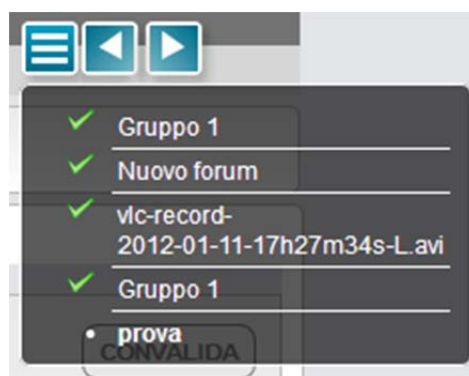 Gruppo 1
Nuovo forum
vlc-record-
2012-01-11-17h27m34s-L.avi
Gruppo 1
prova
CONVALIDA